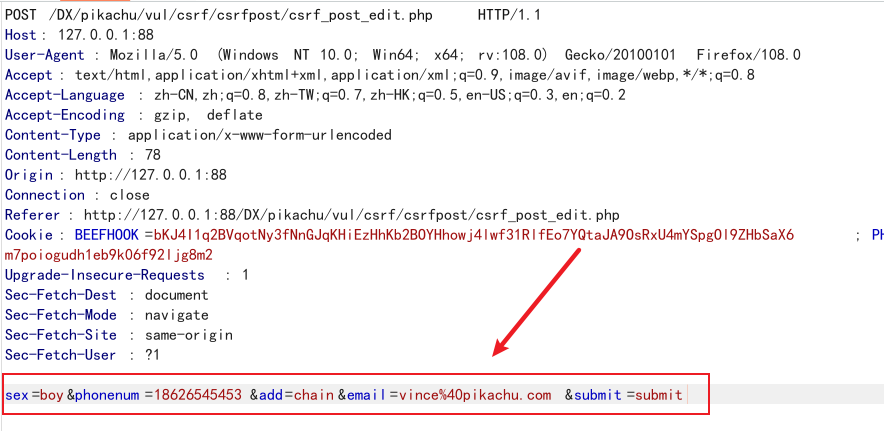 POST /DX/pikachu/vul/csrf/csrfpost/csrf_post_edit.php HTTP/1.1
Host : 127.0.0.1:88
User-Agent : Mozilla/5.0 (Windows NT 10.0; Win64; x64; rv:108.0) Gecko/20100101 Firefox/108.0
Accept : text/html,application/xhtml+xml,application/xml;q=0.9,image/avif,image/webp,*/*;q=0.8
Accept-Language : zh-CN,zh;q=0.8,zh-TW;q=0.7,zh-HK;q=0.5,en-US;q=0.3,en;q=0.2
Accept-Encoding : gzip, deflate
Content-Type : application/x-www-form-urlencoded
Content-Length : 78
Origin : http://127.0.0.1:88
Connection : close
Referer : http://127.0.0.1:88/DX/pikachu/vul/csrf/csrfpost/csrf_post_edit.php
Cookie : BEEFHOOK =bKJ4l1q2BVqotNy3fNnGJqKHiEzHhKb2BOYHhowj4lwf31RlfEo7YQtaJA9OsRxU4mYSpgOl9ZHbSaX6 ; PH
m7poiogudh1eb9k06f92ljg8m2
Upgrade-Insecure-Requests : 1
Sec-Fetch-Dest : document
Sec-Fetch-Mode : navigate
Sec-Fetch-Site : same-origin
Sec-Fetch-User : ?1
sex =boy &phonenum =18626545453 &add=chain &email =vince%40pikachu.com &submit =submit